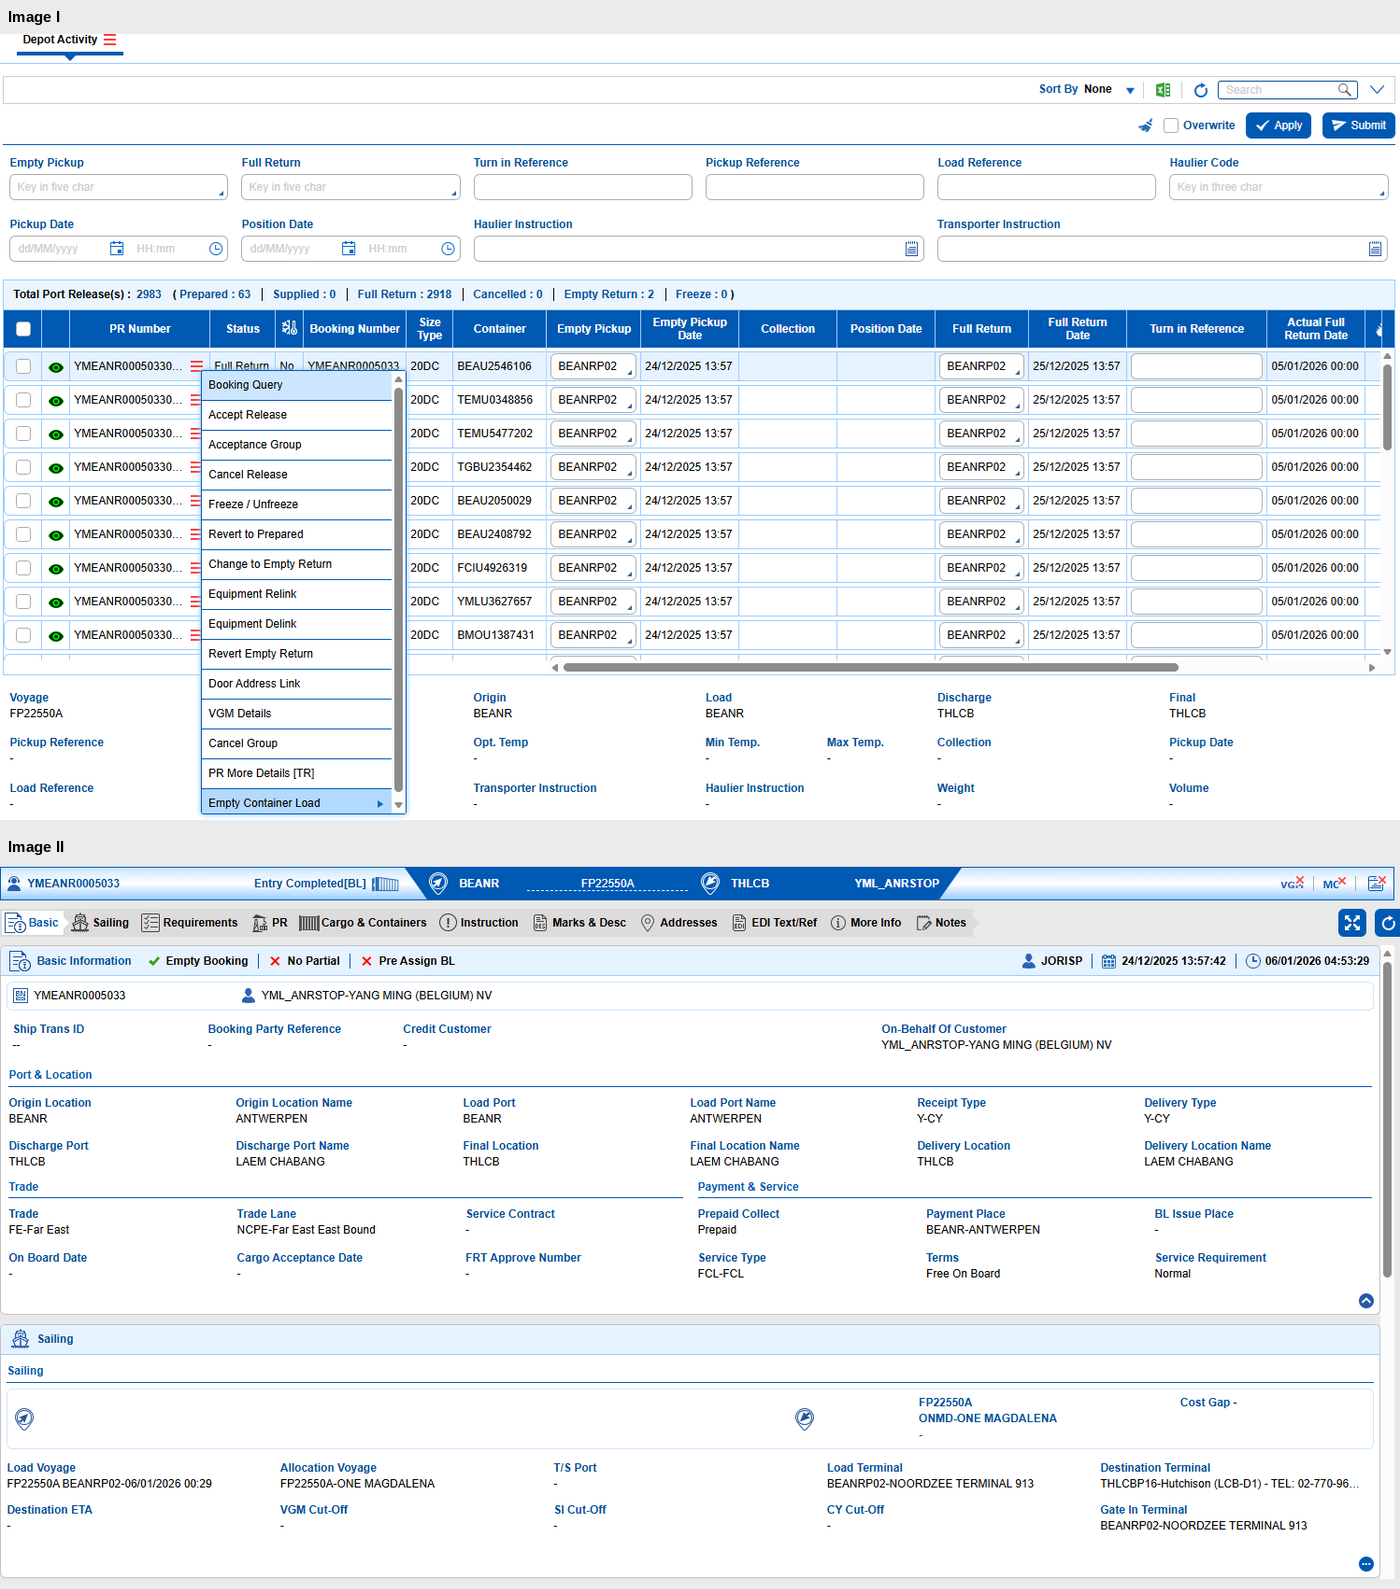 Image I
Depot Activity
Sort By None Search
Overwrite Apply Submit
Empty Pickup Full Return Turn in Reference Pickup Reference Load Reference Haulier Code
Key in five char Key in five char Key in three char
Pickup Date Position Date Haulier Instruction Transporter Instruction
dd/MM/yyyy HH:mm dd/MM/yyyy HH:mm
Total Port Release(s) : 2983 ( Prepared : 63 | Supplied : 0 | Full Return : 2918 | Cancelled : 0 | Empty Return : 2 | Freeze : 0 )
PR Number Status Booking Number Size Type Container Empty Pickup Empty Pickup Date Collection Position Date Full Return Full Return Date Turn in Reference Actual Full Return Date
YMEANR00050330... Full Return No YMEANR0005033 20DC BEAU2546106 BEANRP02 24/12/2025 13:57 BEANRP02 25/12/2025 13:57 05/01/2026 00:00
YMEANR00050330... 20DC TEMU0348856 BEANRP02 24/12/2025 13:57 BEANRP02 25/12/2025 13:57 05/01/2026 00:00
YMEANR00050330... 20DC TEMU5477202 BEANRP02 24/12/2025 13:57 BEANRP02 25/12/2025 13:57 05/01/2026 00:00
YMEANR00050330... 20DC TGBU2354462 BEANRP02 24/12/2025 13:57 BEANRP02 25/12/2025 13:57 05/01/2026 00:00
YMEANR00050330... 20DC BEAU2050029 BEANRP02 24/12/2025 13:57 BEANRP02 25/12/2025 13:57 05/01/2026 00:00
YMEANR00050330... 20DC BEAU2408792 BEANRP02 24/12/2025 13:57 BEANRP02 25/12/2025 13:57 05/01/2026 00:00
YMEANR00050330... 20DC FCIU4926319 BEANRP02 24/12/2025 13:57 BEANRP02 25/12/2025 13:57 05/01/2026 00:00
YMEANR00050330... 20DC YMLU3627657 BEANRP02 24/12/2025 13:57 BEANRP02 25/12/2025 13:57 05/01/2026 00:00
YMEANR00050330... 20DC BMOU1387431 BEANRP02 24/12/2025 13:57 BEANRP02 25/12/2025 13:57 05/01/2026 00:00
Booking Query
Accept Release
Acceptance Group
Cancel Release
Freeze / Unfreeze
Revert to Prepared
Change to Empty Return
Equipment Relink
Equipment Delink
Revert Empty Return
Door Address Link
VGM Details
Cancel Group
PR More Details [TR]
Empty Container Load
Voyage Origin Load Discharge Final
FP22550A BEANR BEANR THLCB THLCB
Pickup Reference Opt. Temp Min Temp. Max Temp. Collection Pickup Date
- - - - - -
Load Reference Transporter Instruction Haulier Instruction Weight Volume
- - - - -
Image II
YMEANR0005033 Entry Completed[BL] BEANR FP22550A THLCB YML_ANRSTOP VGM MC
Basic Sailing Requirements PR Cargo & Containers Instruction Marks & Desc Addresses EDI Text/Ref More Info Notes
Basic Information Empty Booking | No Partial | Pre Assign BL JORISP | 24/12/2025 13:57:42 | 06/01/2026 04:53:29
YMEANR0005033 YML_ANRSTOP-YANG MING (BELGIUM) NV
Ship Trans ID Booking Party Reference Credit Customer On-Behalf Of Customer
-- - - YML_ANRSTOP-YANG MING (BELGIUM) NV
Port & Location
Origin Location Origin Location Name Load Port Load Port Name Receipt Type Delivery Type
BEANR ANTWERPEN BEANR ANTWERPEN Y-CY Y-CY
Discharge Port Discharge Port Name Final Location Final Location Name Delivery Location Delivery Location Name
THLCB LAEM CHABANG THLCB LAEM CHABANG THLCB LAEM CHABANG
Trade Payment & Service
Trade Trade Lane Service Contract Prepaid Collect Payment Place BL Issue Place
FE-Far East NCPE-Far East East Bound - Prepaid BEANR-ANTWERPEN -
On Board Date Cargo Acceptance Date FRT Approve Number Service Type Terms Service Requirement
- - - FCL-FCL Free On Board Normal
Sailing
Sailing
FP22550A Cost Gap -
ONMD-ONE MAGDALENA
-
Load Voyage Allocation Voyage T/S Port Load Terminal Destination Terminal
FP22550A BEANRP02-06/01/2026 00:29 FP22550A-ONE MAGDALENA - BEANRP02-NOORDZEE TERMINAL 913 THLCBP16-Hutchison (LCB-D1) - TEL: 02-770-96...
Destination ETA VGM Cut-Off SI Cut-Off CY Cut-Off Gate In Terminal
- - - - BEANRP02-NOORDZEE TERMINAL 913